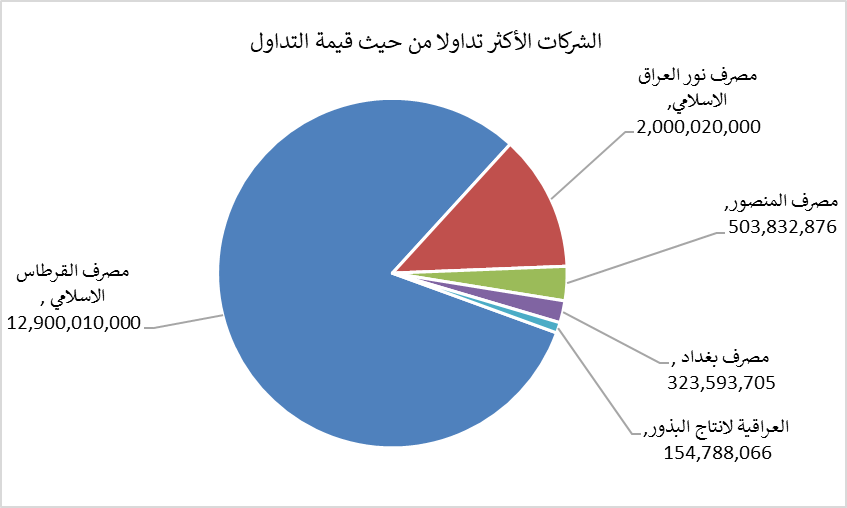 الشركات الأكثر تداولا من حيث قيمة التداول
مصرف نور العراق
الاسلامي,
2,000,020,000
مصرف المنصور,
503,832,876
مصرف القرطاس
الاسلامي ,
12,900,010,000
مصرف بغداد ,
323,593,705
العراقية لانتاج البذور,
154,788,066